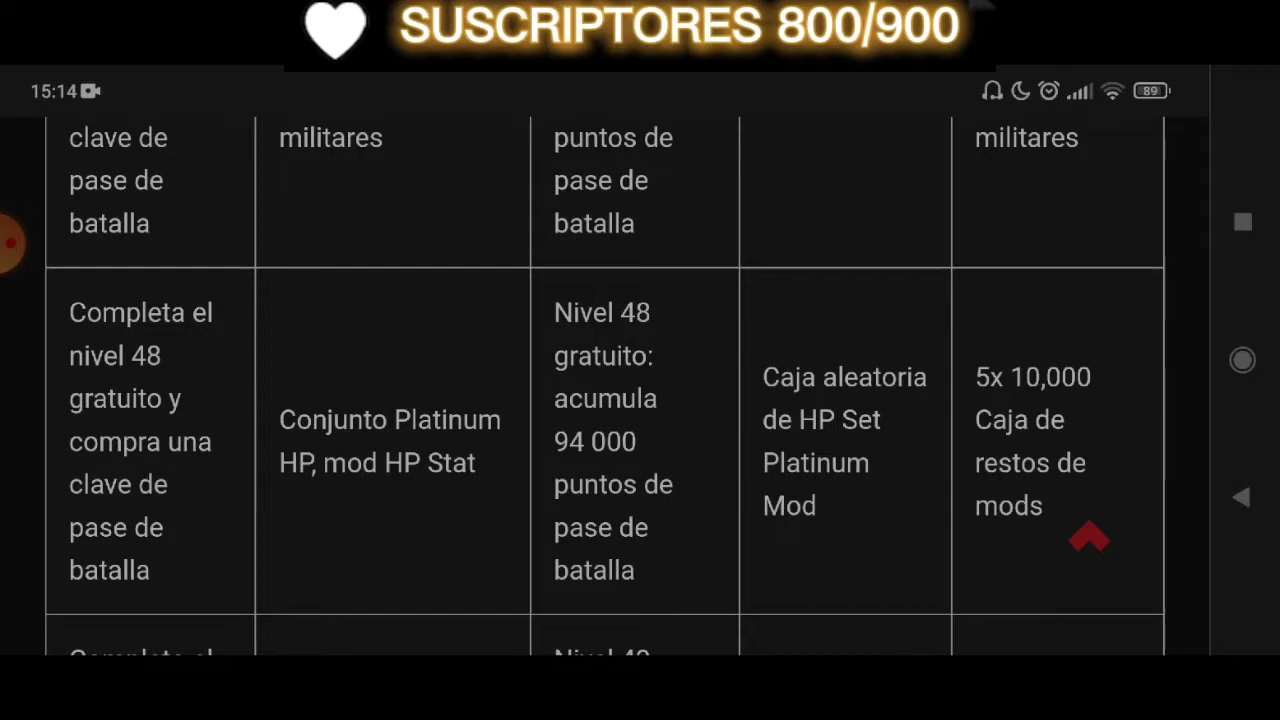 SUSCRIPTORES 800/900
15:14
89
clave de
pase de
batalla
militares
puntos de
pase de
batalla
militares
Completa el
nivel 48
gratuito y
compra una
clave de
pase de
batalla
Conjunto Platinum
HP, mod HP Stat
Nivel 48
gratuito:
acumula
94 000
puntos de
pase de
batalla
Caja aleatoria
de HP Set
Platinum
Mod
5x 10,000
Caja de
restos de
mods